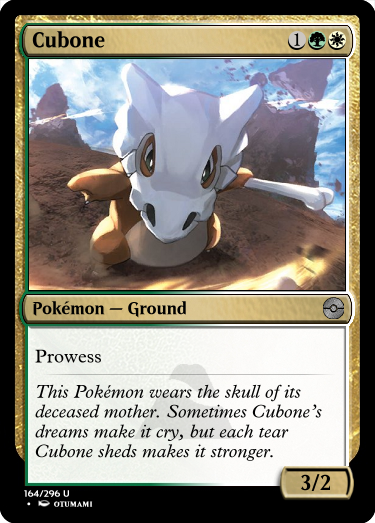 Cubone 1
Pokémon — Ground
Prowess
This Pokémon wears the skull of its
deceased mother. Sometimes Cubone's
dreams make it cry, but each tear
Cubone sheds makes it stronger.
3/2
164/296 U
• OTUMAMI